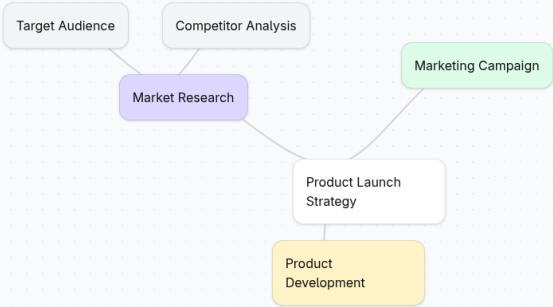 Target Audience
Competitor Analysis
Marketing Campaign
Market Research
Product Launch
Strategy
Product
Development